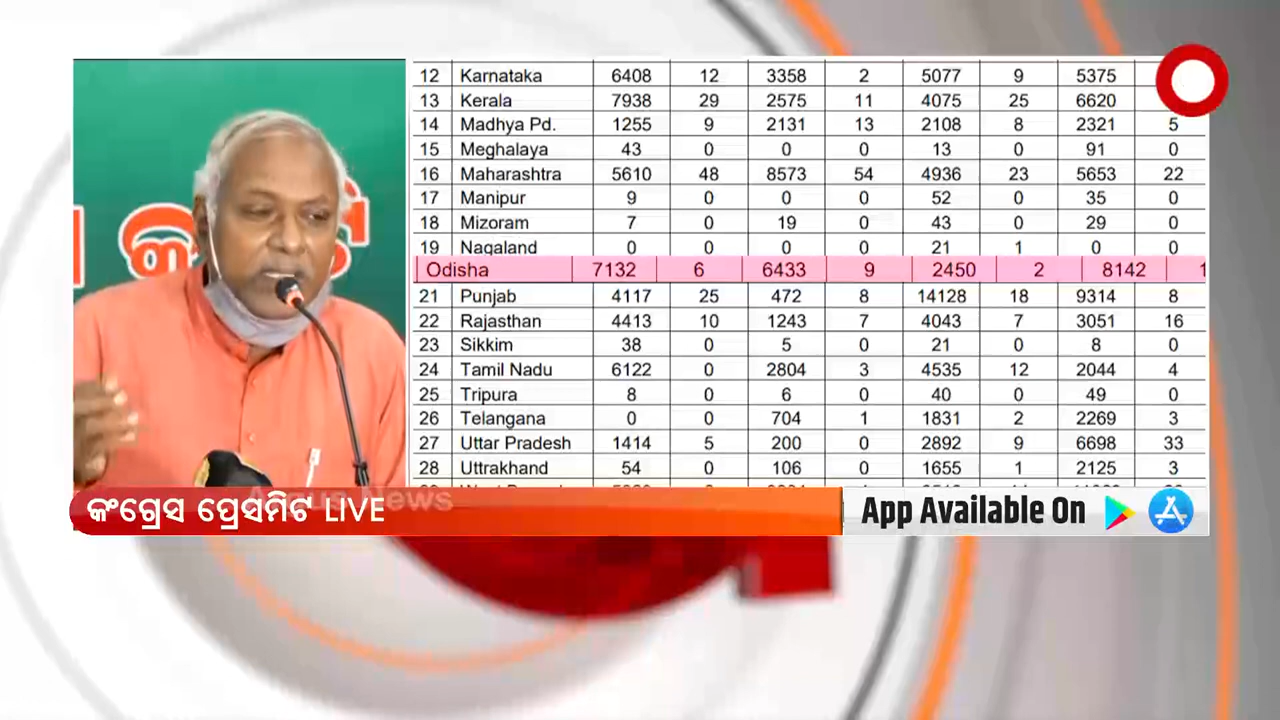 12 Karnataka 6408 12 3358 2 5077 9 5375
13 Kerala 7938 29 2575 11 4075 25 6620
14 Madhya Pd. 1255 9 2131 13 2108 8 2321 5
15 Meghalaya 43 0 0 0 13 0 91 0
16 Maharashtra 5610 48 8573 54 4936 23 5653 22
17 Manipur 9 0 0 0 52 0 35 0
18 Mizoram 7 0 19 0 43 0 29 0
19 Nagaland 0 0 0 0 21 1 0 0
Odisha 7132 6 6433 9 2450 2 8142 1
21 Punjab 4117 25 472 8 14128 18 9314 8
22 Rajasthan 4413 10 1243 7 4043 7 3051 16
23 Sikkim 38 0 5 0 21 0 8 0
24 Tamil Nadu 6122 0 2804 3 4535 12 2044 4
25 Tripura 8 0 6 0 40 0 49 0
26 Telangana 0 0 704 1 1831 2 2269 3
27 Uttar Pradesh 1414 5 200 0 2892 9 6698 33
28 Uttrakhand 54 0 106 0 1655 1 2125 3
Argus News
କଂଗ୍ରେସ ପ୍ରେସମିଟ LIVE
App Available On